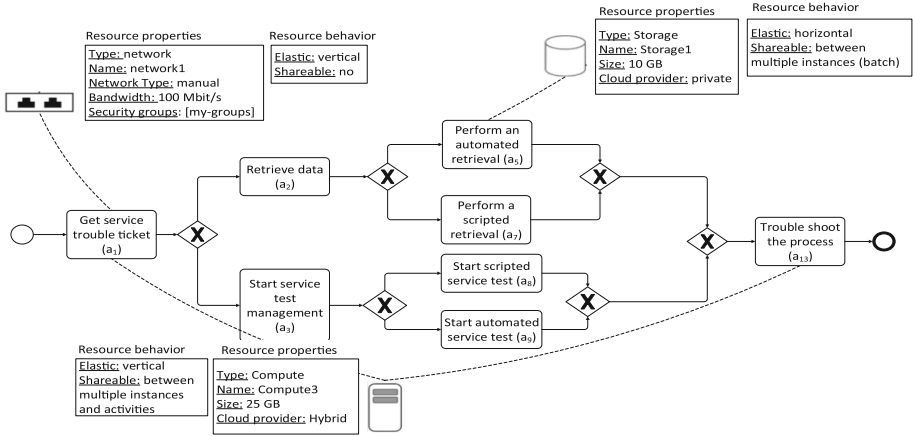 Resource properties
Type: network
Name: network1
Network Type: manual
Bandwidth: 100 Mbit/s
Security groups: [my-groups]
Resource behavior
Elastic: vertical
Shareable: no
Resource properties
Type: Storage
Name: Storage1
Size: 10 GB
Cloud provider: private
Resource behavior
Elastic: horizontal
Shareable: between
multiple instances (batch)
Get service
trouble ticket
(a1)
X
Retrieve data
(a2)
X
Perform an
automated
retrieval (a5)
Perform a
scripted
retrieval (a7)
X
Start service
test
management
(a3)
X
Start scripted
service test (a8)
Start automated
service test (a9)
X
X
Trouble shoot
the process
(a13)
Resource behavior
Elastic: vertical
Shareable: between
multiple instances
and activities
Resource properties
Type: Compute
Name: Compute3
Size: 25 GB
Cloud provider: Hybrid